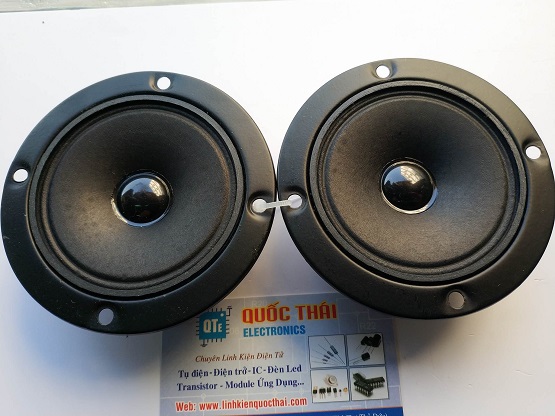 QTE
QUỐC THÁI
ELECTRONICS
Chuyên Linh Kiện Điện Tử
Tụ điện - Điện trở - IC - Đèn Led
Transistor - Module Ứng Dụng...
Web: www.linhkienquocthai.com